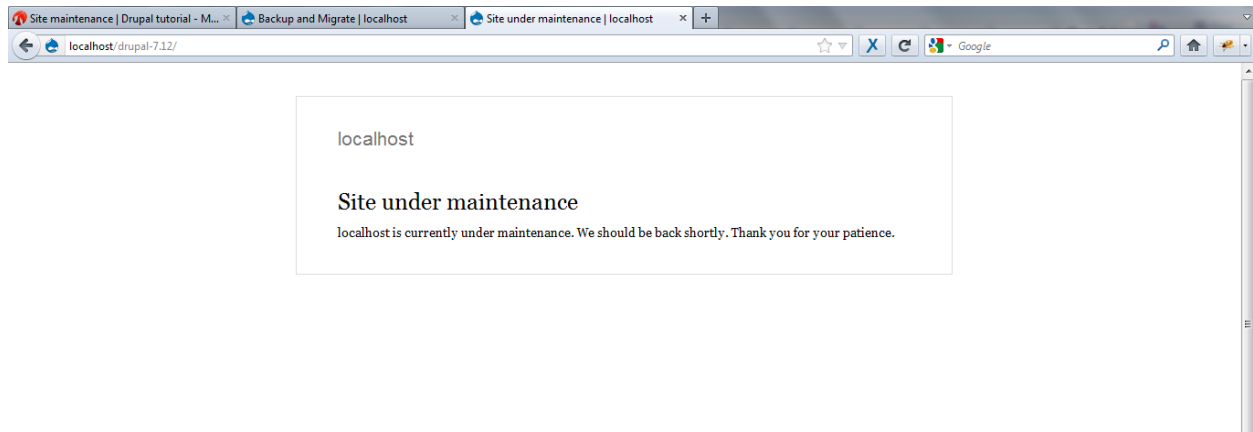 Site maintenance | Drupal tutorial - M...
Backup and Migrate | localhost
Site under maintenance | localhost
localhost/drupal-7.12/
Google
localhost
Site under maintenance
localhost is currently under maintenance. We should be back shortly. Thank you for your patience.